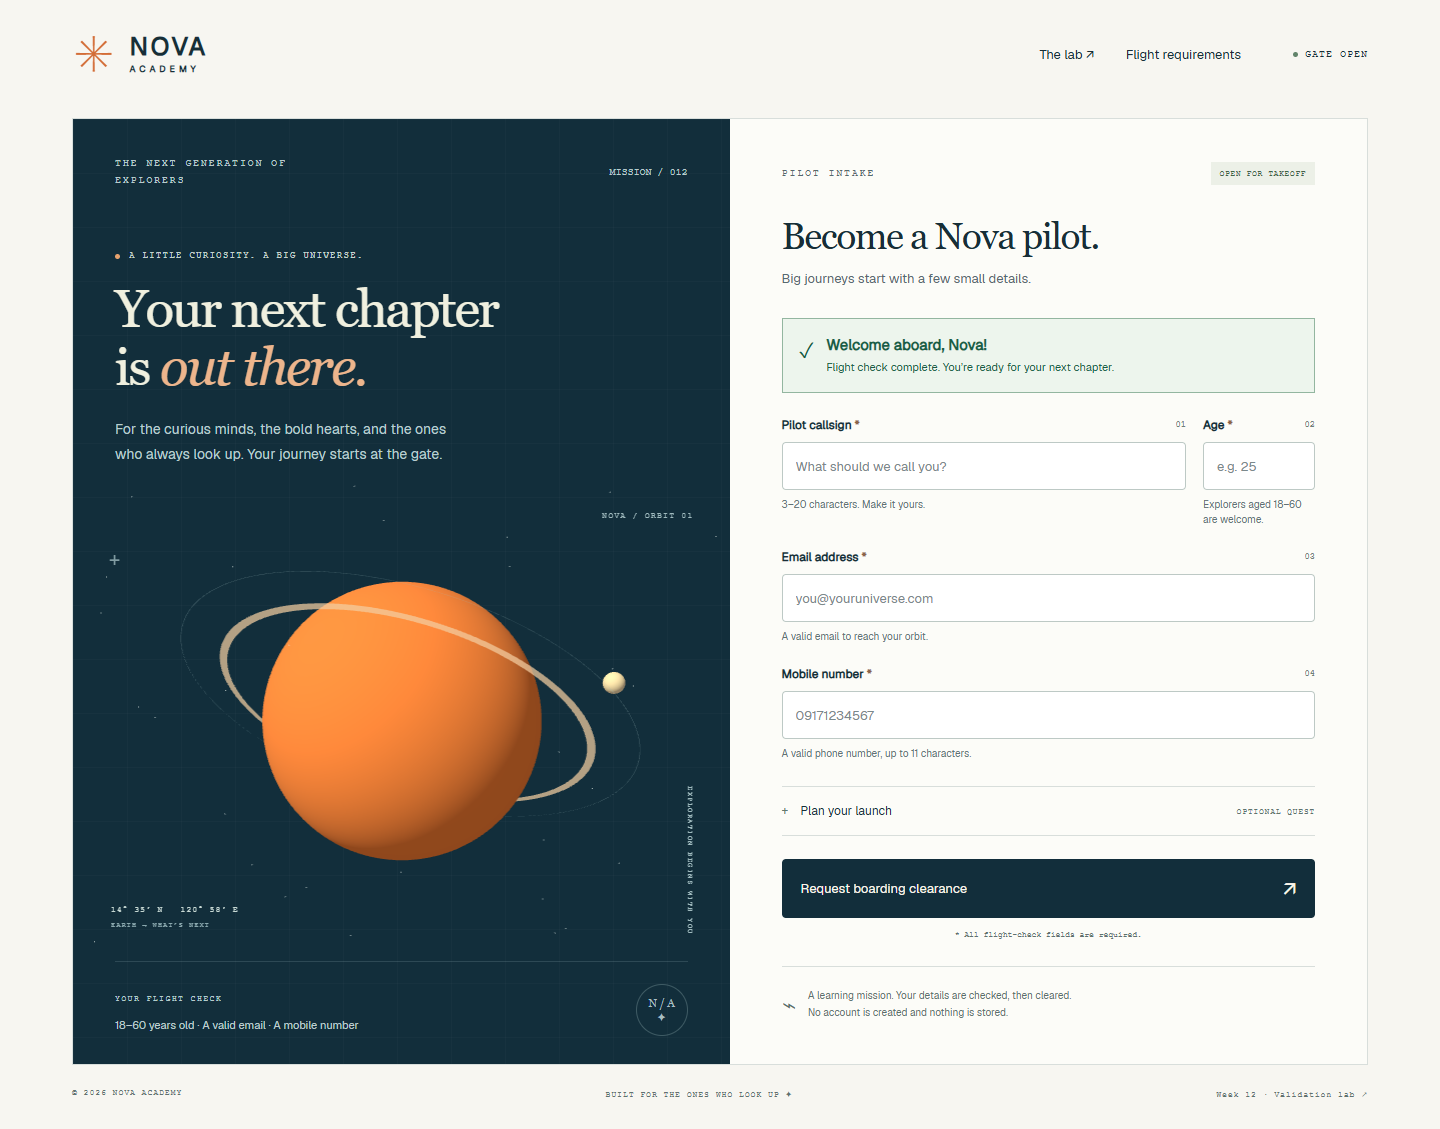 NOVA
ACADEMY
The lab ↗
Flight requirements
GATE OPEN
THE NEXT GENERATION OF
EXPLORERS
MISSION / 012
A LITTLE CURIOSITY. A BIG UNIVERSE.
Your next chapter
is out there.
For the curious minds, the bold hearts, and the ones
who always look up. Your journey starts at the gate.
NOVA / ORBIT 01
EXPLORATION BEGINS WITH YOU
14° 35′ N 120° 58′ E
EARTH → WHAT'S NEXT
YOUR FLIGHT CHECK
18–60 years old · A valid email · A mobile number
N/A
✦
PILOT INTAKE
OPEN FOR TAKEOFF
Become a Nova pilot.
Big journeys start with a few small details.
✓ Welcome aboard, Nova!
Flight check complete. You're ready for your next chapter.
Pilot callsign * 01
What should we call you?
3–20 characters. Make it yours.
Age * 02
e.g. 25
Explorers aged 18–60
are welcome.
Email address * 03
you@youruniverse.com
A valid email to reach your orbit.
Mobile number * 04
09171234567
A valid phone number, up to 11 characters.
+ Plan your launch
OPTIONAL QUEST
Request boarding clearance ↗
* All flight-check fields are required.
A learning mission. Your details are checked, then cleared.
No account is created and nothing is stored.
© 2026 NOVA ACADEMY
BUILT FOR THE ONES WHO LOOK UP ✦
Week 12 · Validation lab ↗